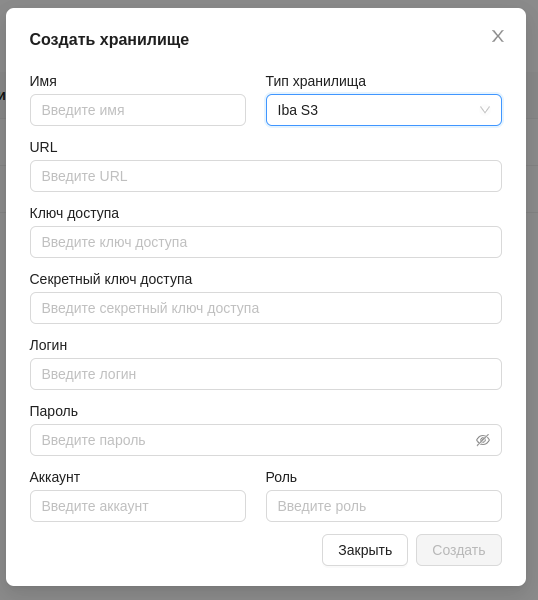 Создать хранилище
и
Имя
Тип хранилища
Введите имя
Iba S3
URL
Введите URL
Ключ доступа
Введите ключ доступа
Секретный ключ доступа
Введите секретный ключ доступа
Логин
Введите логин
Пароль
Введите пароль
Аккаунт
Роль
Введите аккаунт
Введите роль
Закрыть
Создать